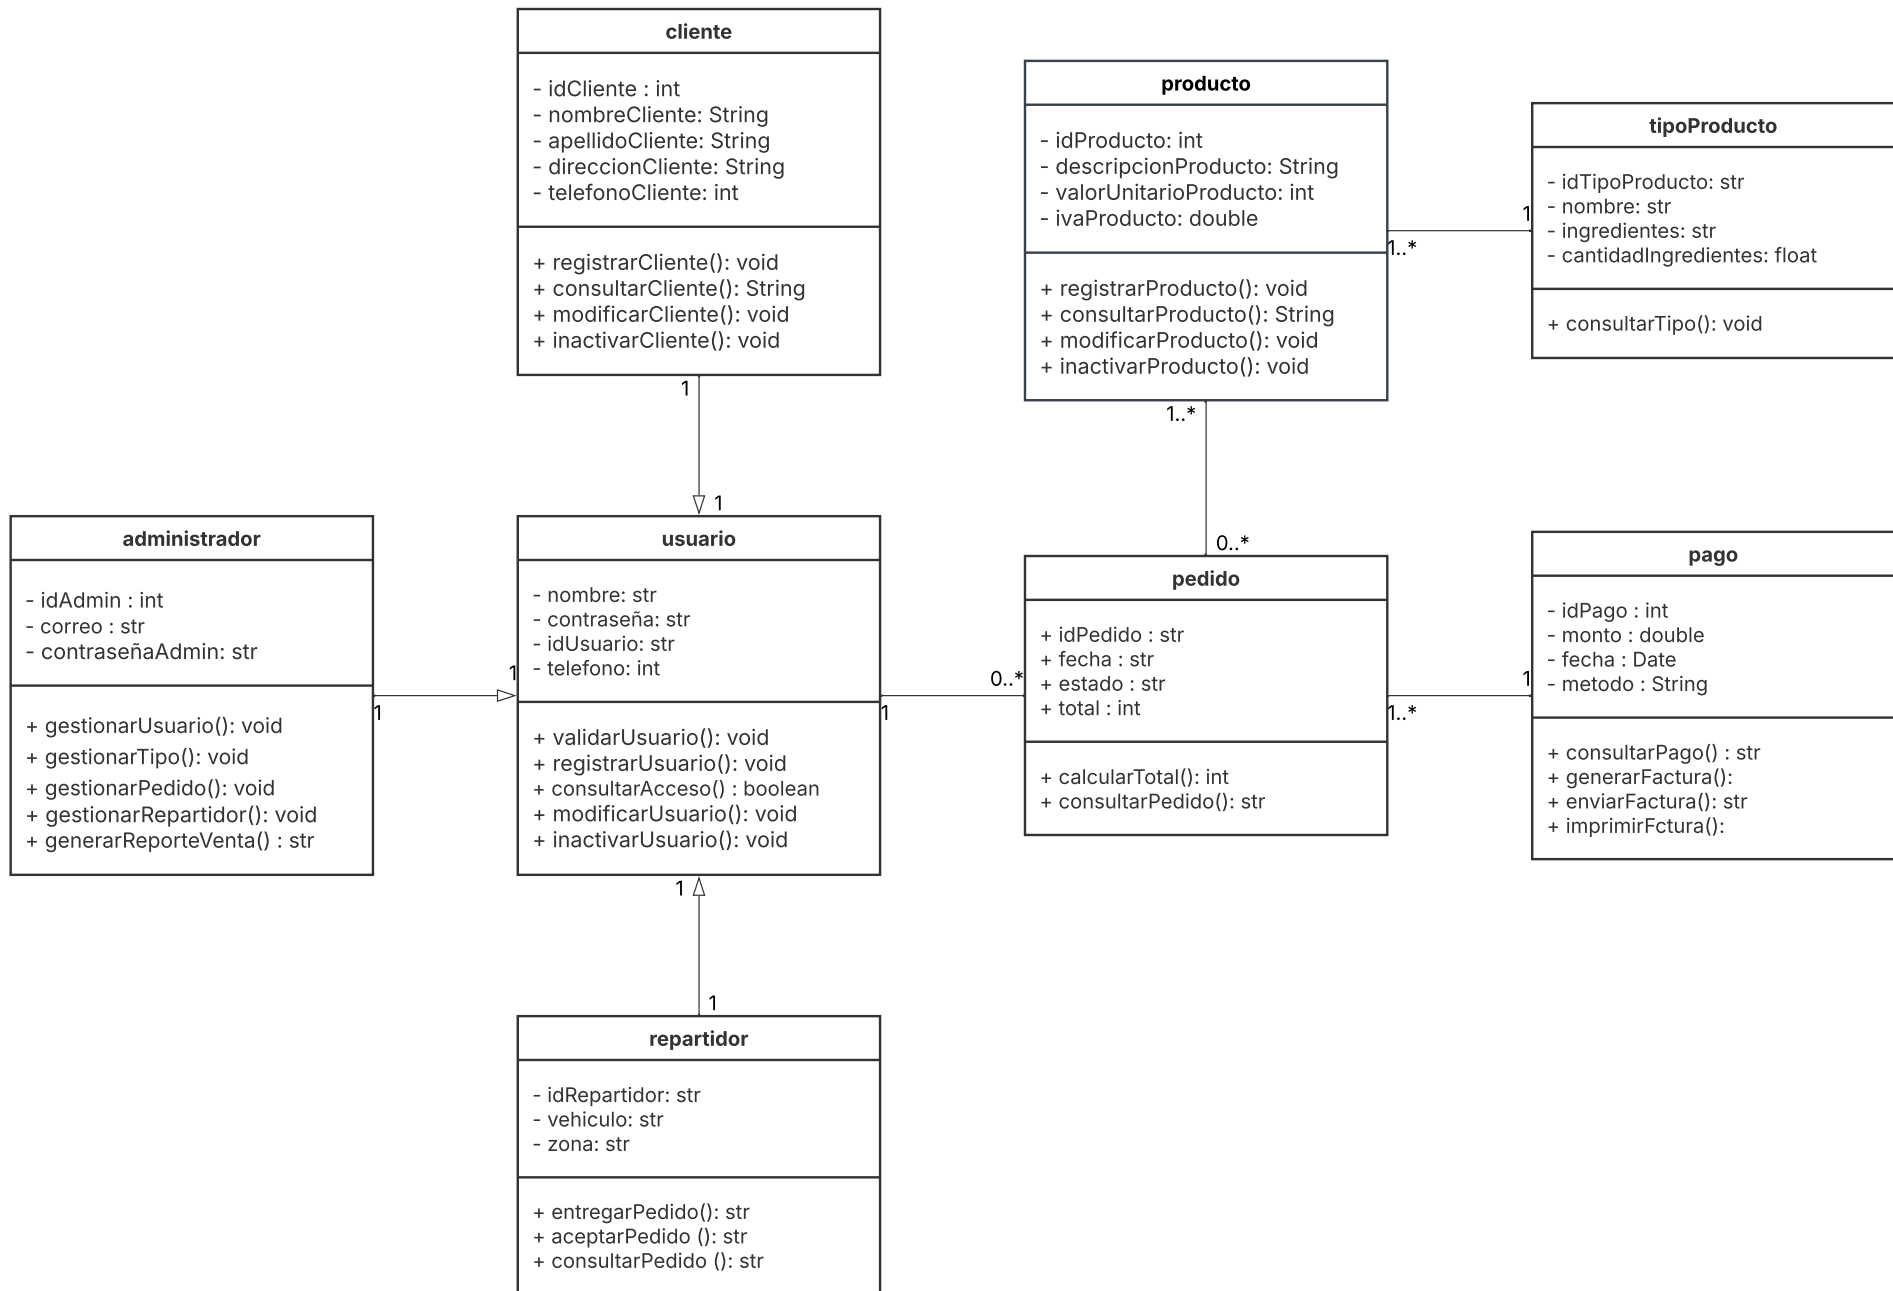 cliente
- idCliente : int
- nombreCliente: String
- apellidoCliente: String
- direccionCliente: String
- telefonoCliente: int
+ registrarCliente(): void
+ consultarCliente(): String
+ modificarCliente(): void
+ inactivarCliente(): void
1
1
producto
- idProducto: int
- descripcionProducto: String
- valorUnitarioProducto: int
- ivaProducto: double
+ registrarProducto(): void
+ consultarProducto(): String
+ modificarProducto(): void
+ inactivarProducto(): void
1..*
1
1..*
0..*
tipoProducto
- idTipoProducto: str
- nombre: str
- ingredientes: str
- cantidadIngredientes: float
+ consultarTipo(): void
administrador
- idAdmin : int
- correo : str
- contraseñaAdmin: str
+ gestionarUsuario(): void
+ gestionarTipo(): void
+ gestionarPedido(): void
+ gestionarRepartidor(): void
+ generarReporteVenta() : str
1
1
usuario
- nombre: str
- contraseña: str
- idUsuario: str
- telefono: int
+ validarUsuario(): void
+ registrarUsuario(): void
+ consultarAcceso() : boolean
+ modificarUsuario(): void
+ inactivarUsuario(): void
0..*
1
pedido
+ idPedido : str
+ fecha : str
+ estado : str
+ total : int
+ calcularTotal(): int
+ consultarPedido(): str
1
1..*
pago
- idPago : int
- monto : double
- fecha : Date
- metodo : String
+ consultarPago() : str
+ generarFactura():
+ enviarFactura(): str
+ imprimirFctura():
1
1
repartidor
- idRepartidor: str
- vehiculo: str
- zona: str
+ entregarPedido(): str
+ aceptarPedido (): str
+ consultarPedido (): str